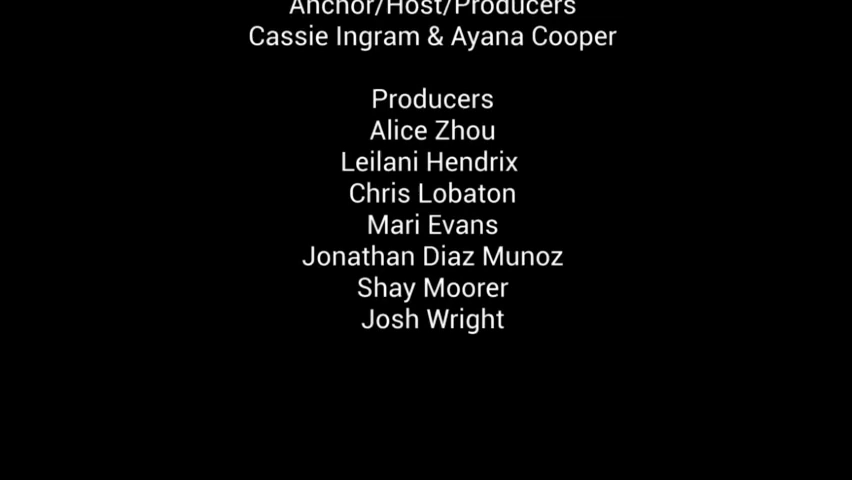 Anchor/Host/Producers
Cassie Ingram & Ayana Cooper
Producers
Alice Zhou
Leilani Hendrix
Chris Lobaton
Mari Evans
Jonathan Diaz Munoz
Shay Moorer
Josh Wright